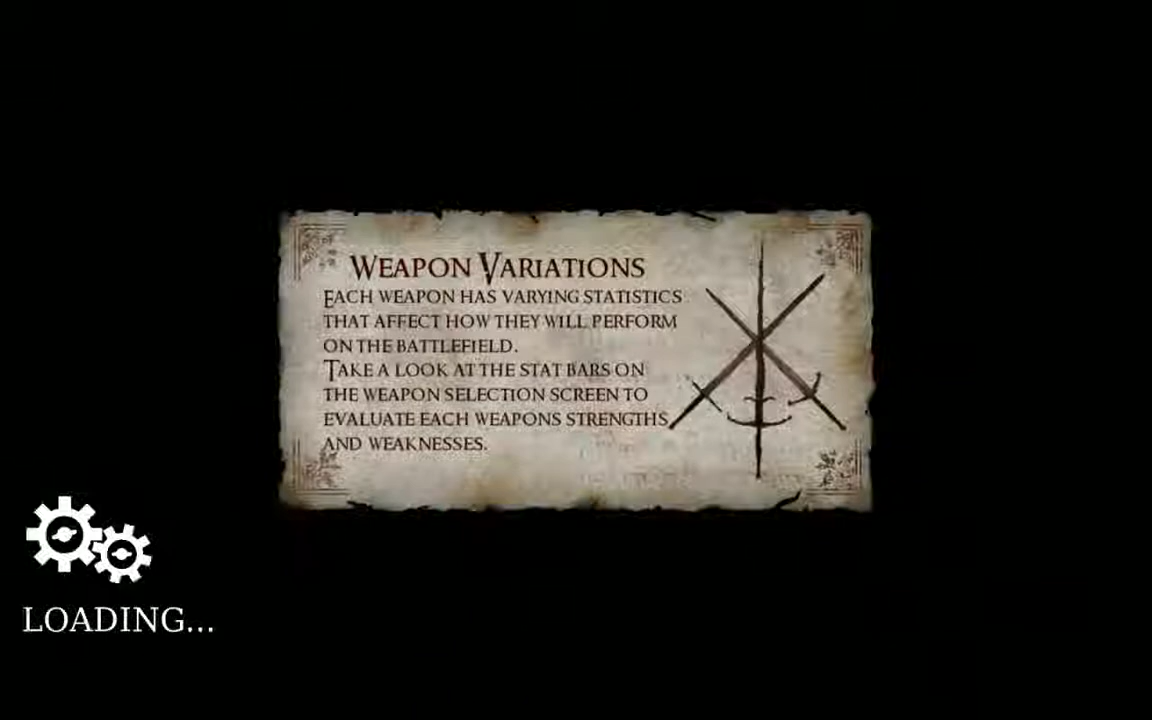 WEAPON VARIATIONS
EACH WEAPON HAS VARYING STATISTICS
THAT AFFECT HOW THEY WILL PERFORM
ON THE BATTLEFIELD.
TAKE A LOOK AT THE STAT BARS ON
THE WEAPON SELECTION SCREEN TO
EVALUATE EACH WEAPONS STRENGTHS
AND WEAKNESSES.
LOADING...